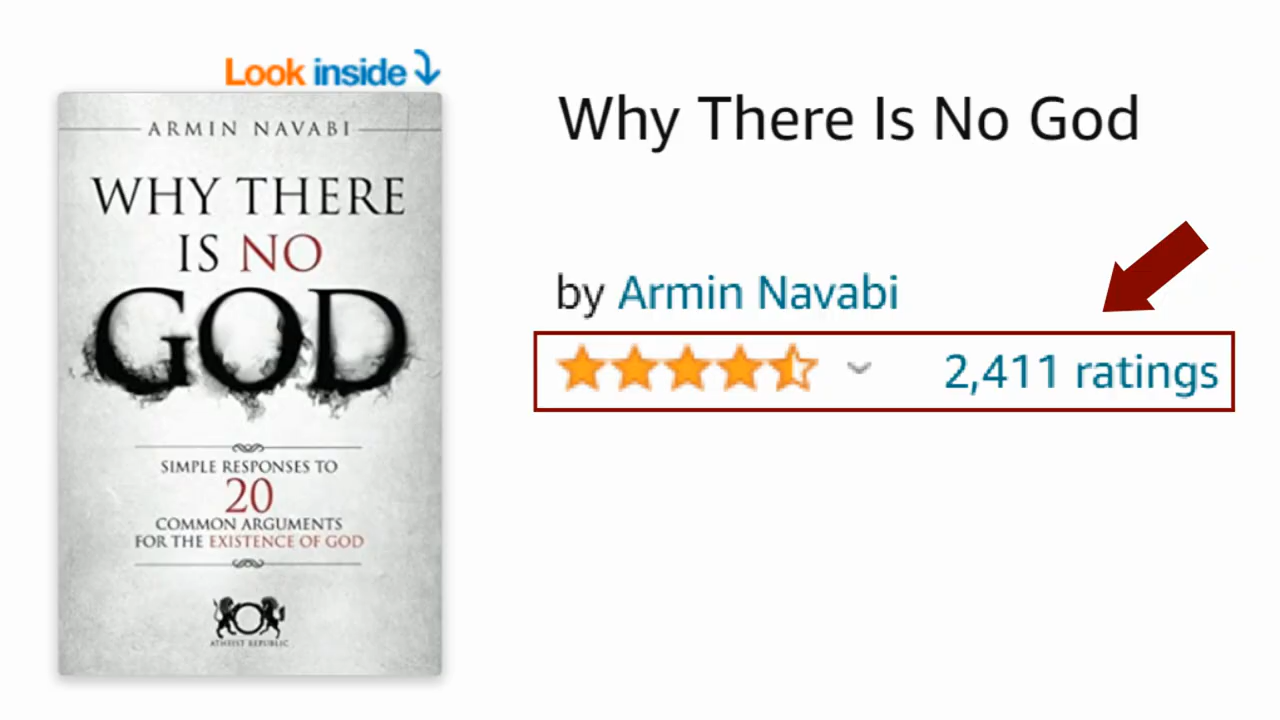 Look inside
ARMIN NAVABI
WHY THERE
IS NO
GOD
SIMPLE RESPONSES TO
20
COMMON ARGUMENTS
FOR THE EXISTENCE OF GOD
ATHEIST REPUBLIC
Why There Is No God
by Armin Navabi
2,411 ratings